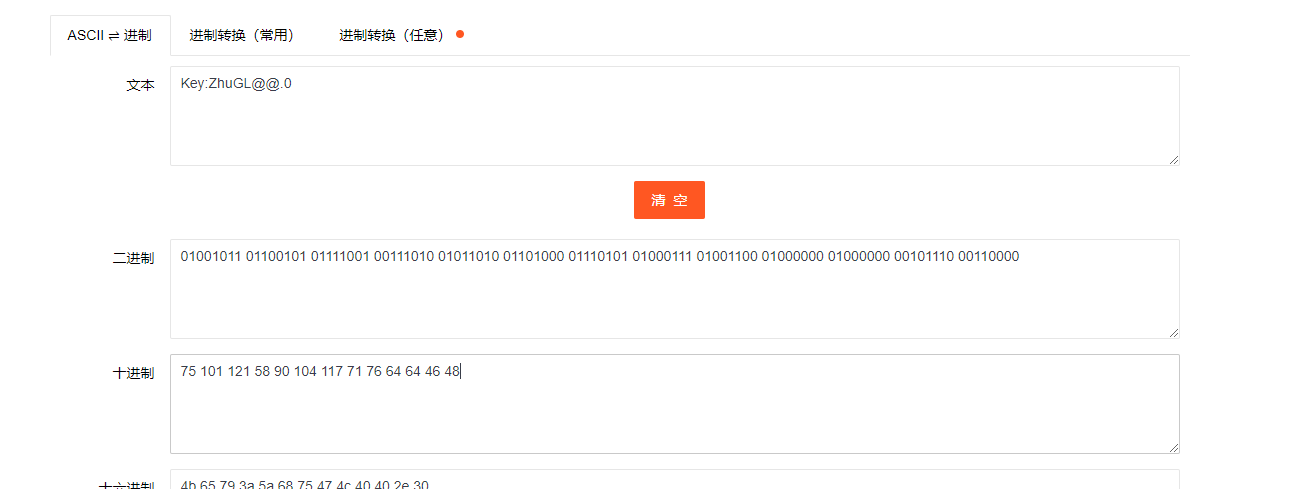 ASCII ⇌ 进制 进制转换（常用） 进制转换（任意）
文本 Key:ZhuGL@@.0
清 空
二进制 01001011 01100101 01111001 00111010 01011010 01101000 01110101 01000111 01001100 01000000 01000000 00101110 00110000
十进制 75 101 121 58 90 104 117 71 76 64 64 46 48
十六进制 4b 65 79 3a 5a 68 75 47 4c 40 40 2e 30